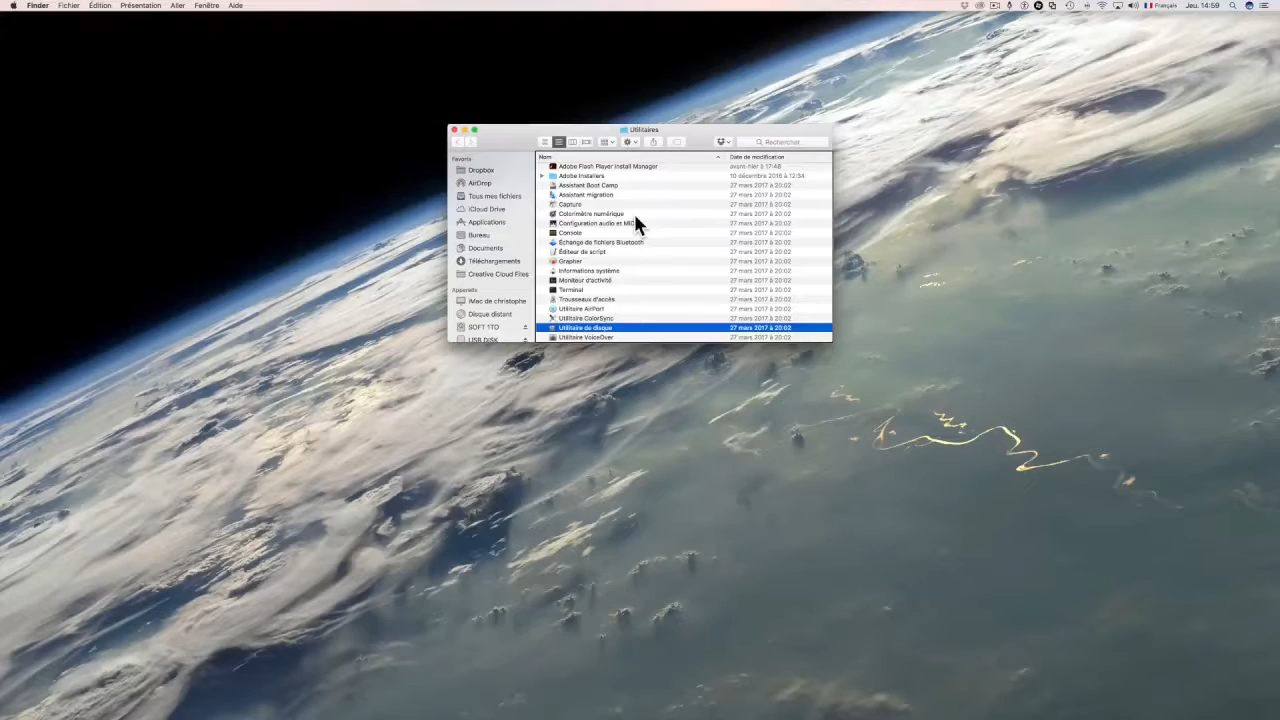 Finder Fichier Édition Présentation Aller Fenêtre Aide
Français Jeu. 14:59
Utilitaires
Rechercher
Favoris
Dropbox
AirDrop
Tous mes fichiers
iCloud Drive
Applications
Bureau
Documents
Téléchargements
Creative Cloud Files
Appareils
iMac de christophe
Disque distant
SOFT 1TO
USB DISK
Nom Date de modification
Adobe Flash Player Install Manager avant-hier à 17:48
Adobe Installers 10 décembre 2016 à 12:54
Assistant Boot Camp 27 mars 2017 à 20:02
Assistant migration 27 mars 2017 à 20:02
Capture 27 mars 2017 à 20:02
Colorimètre numérique 27 mars 2017 à 20:02
Configuration audio et MIDI 27 mars 2017 à 20:02
Console 27 mars 2017 à 20:02
Échange de fichiers Bluetooth 27 mars 2017 à 20:02
Éditeur de script 27 mars 2017 à 20:02
Grapher 27 mars 2017 à 20:02
Informations système 27 mars 2017 à 20:02
Moniteur d'activité 27 mars 2017 à 20:02
Terminal 27 mars 2017 à 20:02
Trousseaux d'accès 27 mars 2017 à 20:02
Utilitaire AirPort 27 mars 2017 à 20:02
Utilitaire ColorSync 27 mars 2017 à 20:02
Utilitaire de disque 27 mars 2017 à 20:02
Utilitaire VoiceOver 27 mars 2017 à 20:02